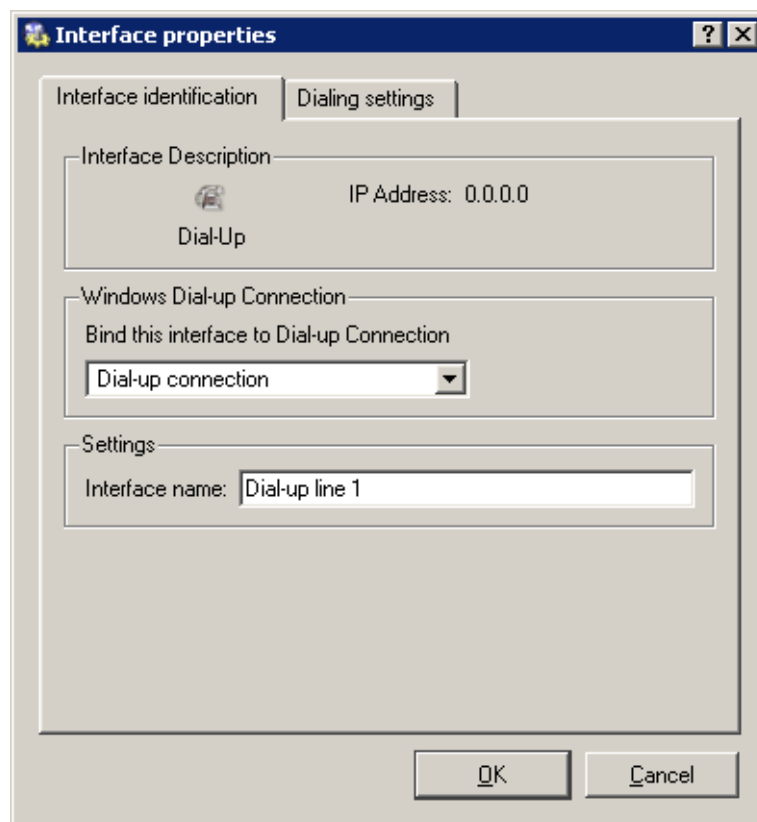 Interface properties
Interface identification
Dialing settings
Interface Description
IP Address: 0.0.0.0
Dial-Up
Windows Dial-up Connection
Bind this interface to Dial-up Connection
Dial-up connection
Settings
Interface name: Dial-up line 1
OK
Cancel